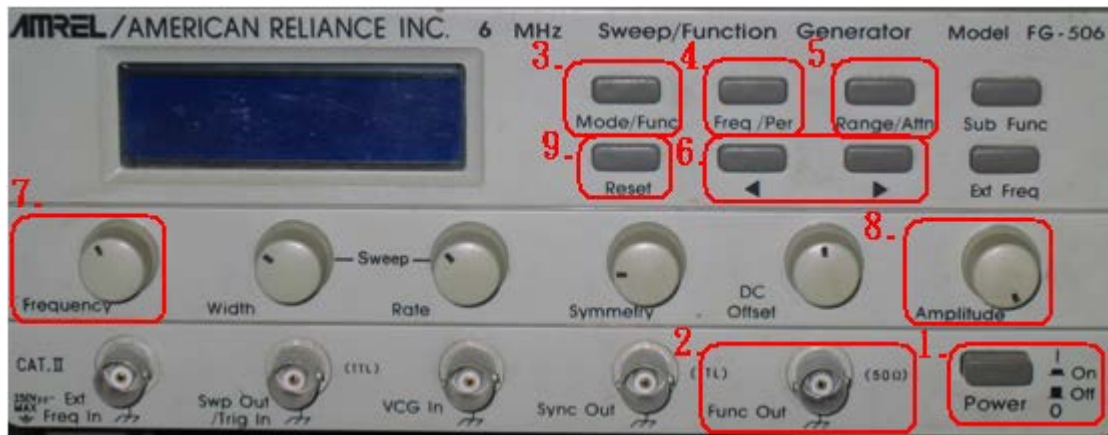 AMREL/AMERICAN RELIANCE INC. 6 MHz Sweep/Function Generator Model FG-506
3. 4. 5.
Mode/Func Freq/Per Range/Attn Sub Func
9. 6.
Reset ◄ ► Ext Freq
7. 8.
Sweep
Frequency Width Rate Symmetry DC Offset Amplitude
2. 1.
CAT.II (TTL) (TTL) (50Ω) I
On
Off
O
MAX Ext Freq In
Swp Out
/Trig In
VCG In Sync Out Func Out Power